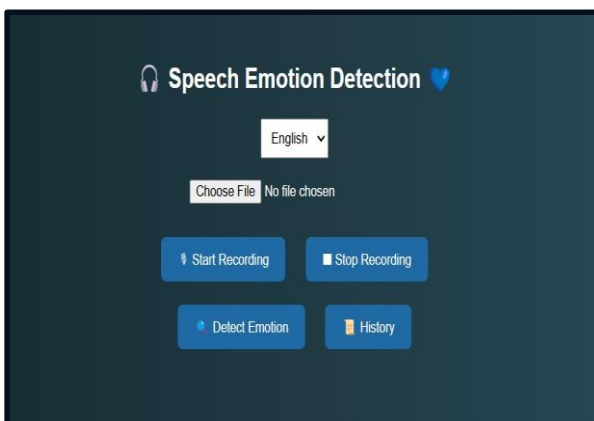 🎧 Speech Emotion Detection 💙
English
Choose File No file chosen
🎙 Start Recording ⏹ Stop Recording
🔍 Detect Emotion 📜 History